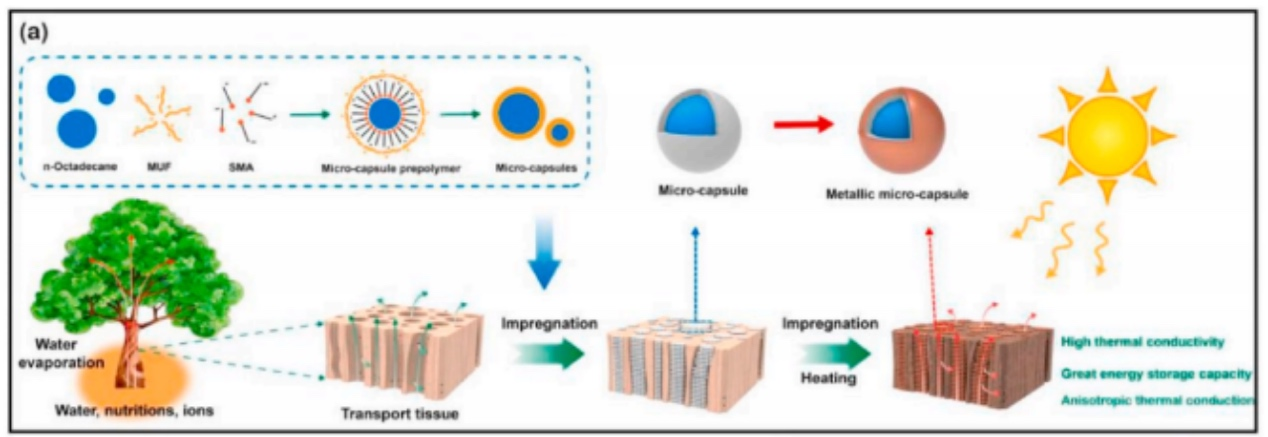 (a)
n-Octadecane
MUF
SMA
Micro-capsule prepolymer
Micro-capsules
Micro-capsule
Metallic micro-capsule
Water
evaporation
Water, nutritions, ions
Transport tissue
Impregnation
Impregnation
Heating
High thermal conductivity
Great energy storage capacity
Anisotropic thermal conduction